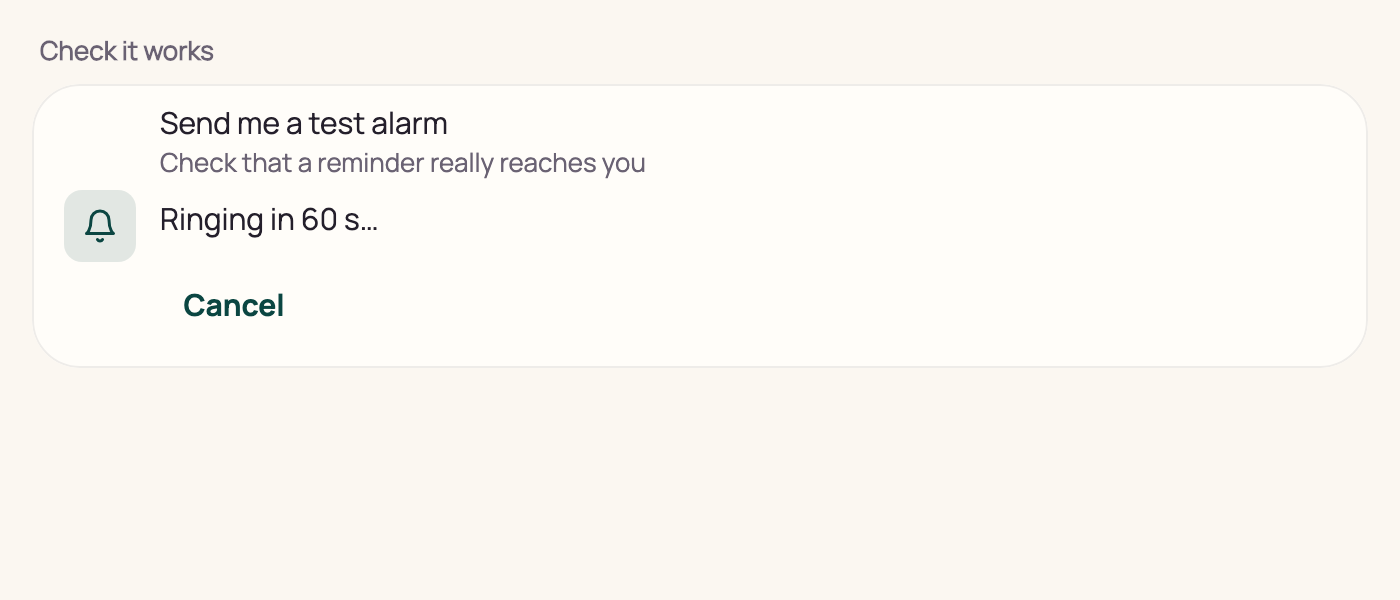 Check it works
Send me a test alarm
Check that a reminder really reaches you
Ringing in 60 s…
Cancel